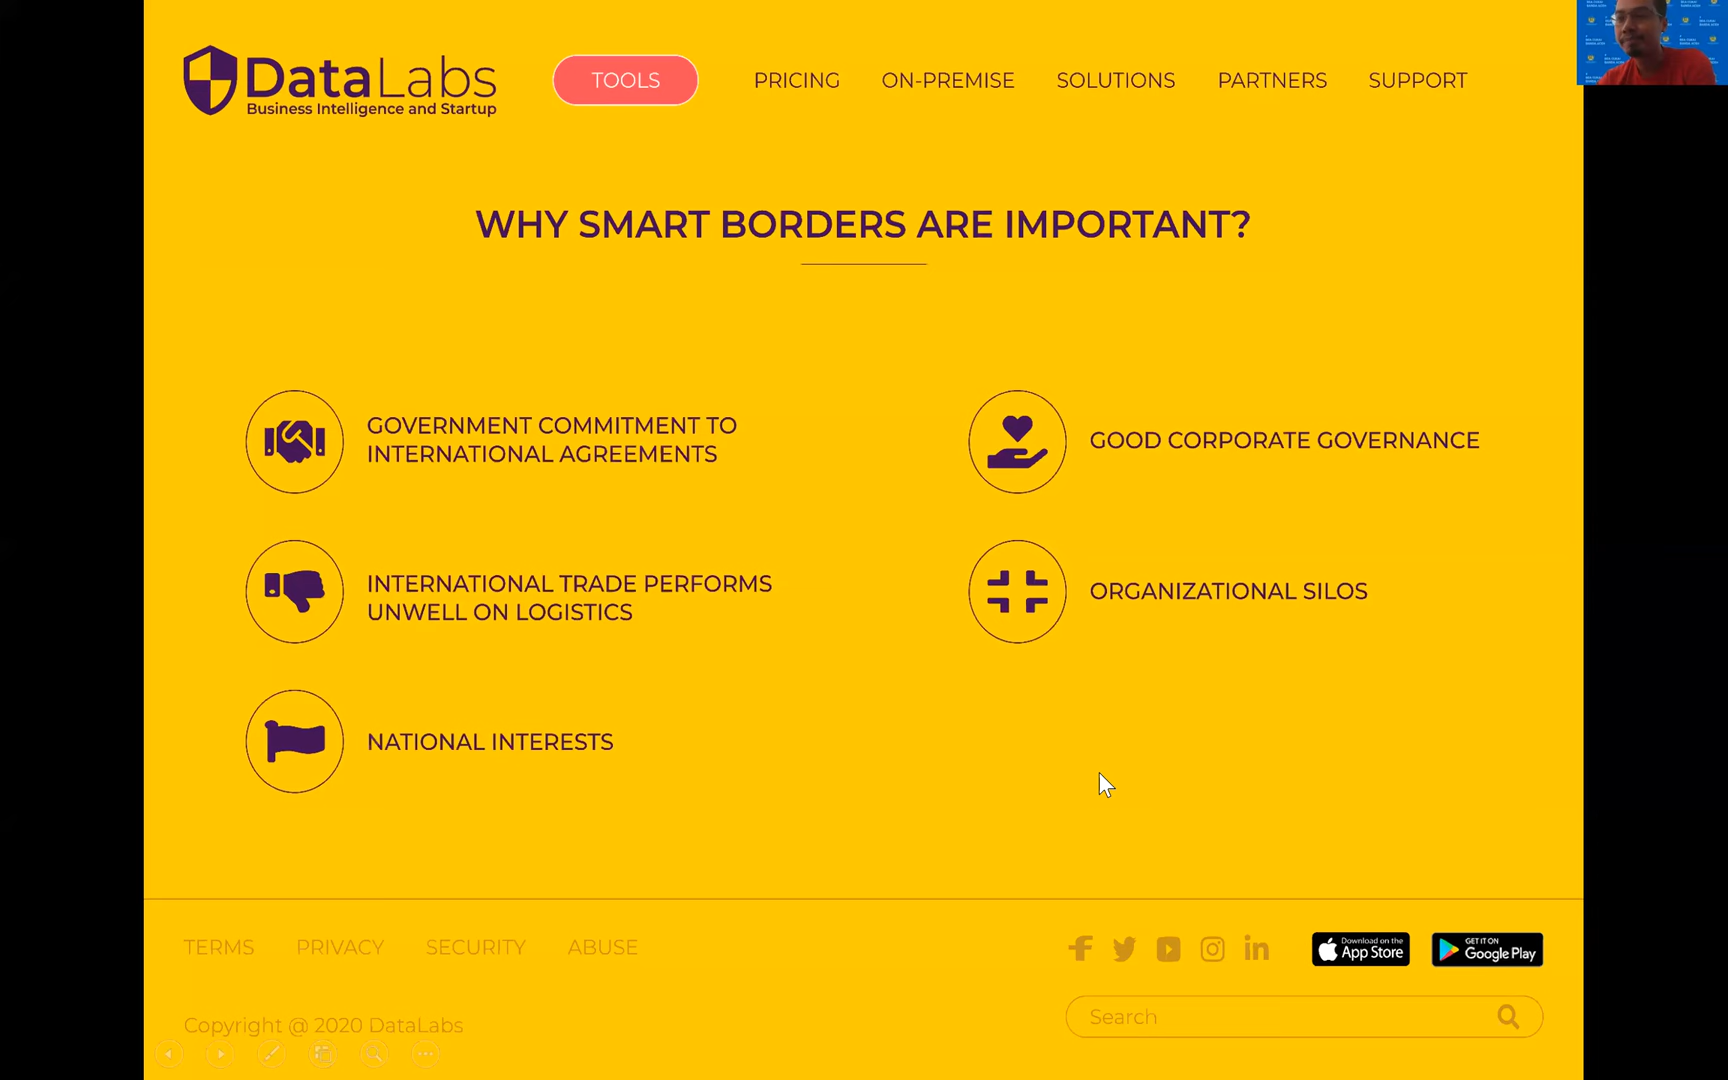 DataLabs
Business Intelligence and Startup
TOOLS
PRICING
ON-PREMISE
SOLUTIONS
PARTNERS
SUPPORT
WHY SMART BORDERS ARE IMPORTANT?
GOVERNMENT COMMITMENT TO
INTERNATIONAL AGREEMENTS
GOOD CORPORATE GOVERNANCE
INTERNATIONAL TRADE PERFORMS
UNWELL ON LOGISTICS
ORGANIZATIONAL SILOS
NATIONAL INTERESTS
TERMS
PRIVACY
SECURITY
ABUSE
Download on the
App Store
GET IT ON
Google Play
Search
Copyright @ 2020 DataLabs